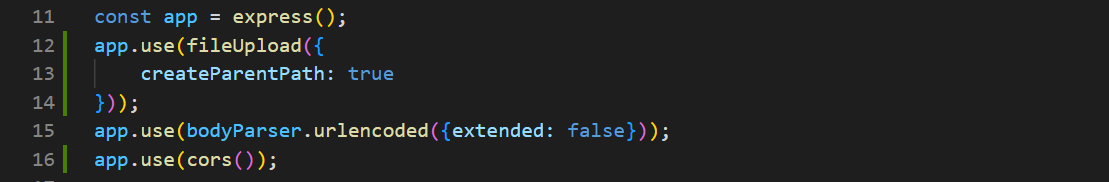 11 const app = express();
12 app.use(fileUpload({
13     createParentPath: true
14 }));
15 app.use(bodyParser.urlencoded({extended: false}));
16 app.use(cors());